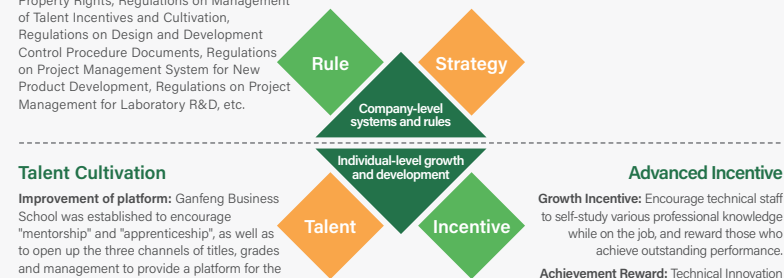 Property Rights, Regulations on Management
of Talent Incentives and Cultivation,
Regulations on Design and Development
Control Procedure Documents, Regulations
on Project Management System for New
Product Development, Regulations on Project
Management for Laboratory R&D, etc.
Rule
Strategy
Company-level
systems and rules
Individual-level growth
and development
Talent
Incentive
Talent Cultivation
Improvement of platform: Ganfeng Business
School was established to encourage
"mentorship" and "apprenticeship", as well as
to open up the three channels of titles, grades
and management to provide a platform for the
Advanced Incentive
Growth Incentive: Encourage technical staff
to self-study various professional knowledge
while on the job, and reward those who
achieve outstanding performance.
Achievement Reward: Technical Innovation